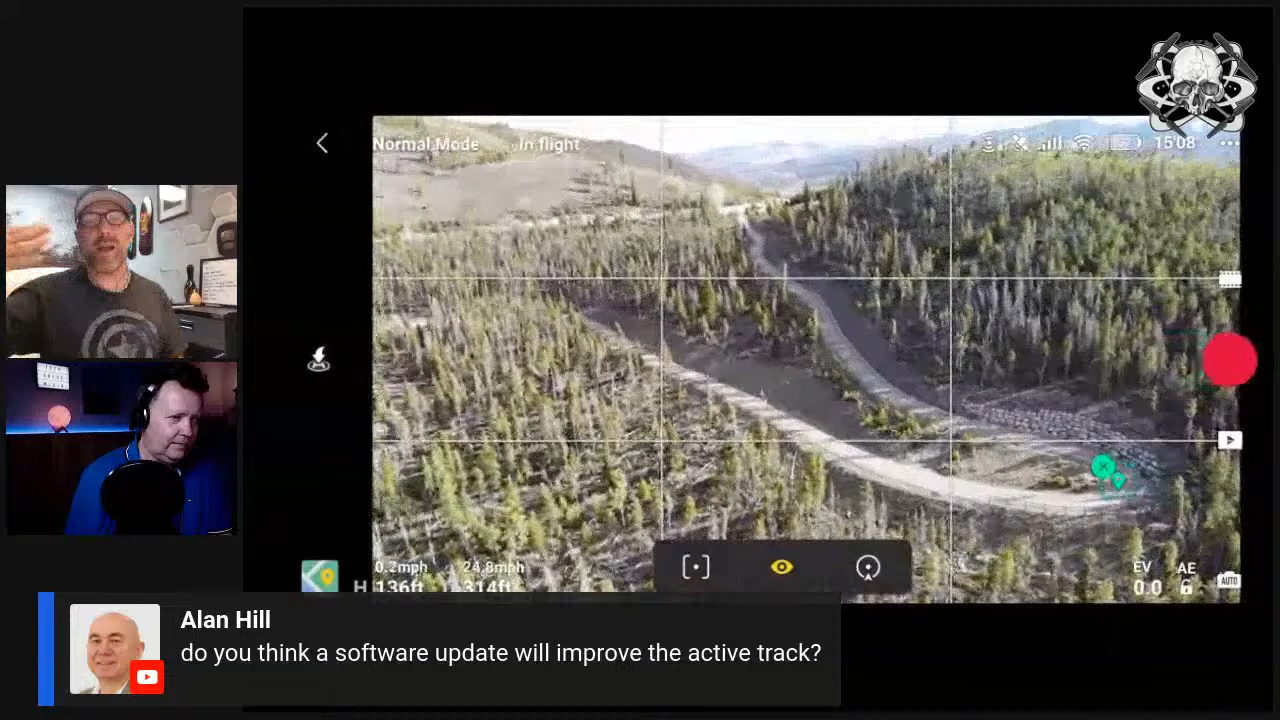 Normal Mode In flight
15:08
0.2mph 24.8mph
H 136ft 314ft
EV AE
0.0
AUTO
Alan Hill
do you think a software update will improve the active track?